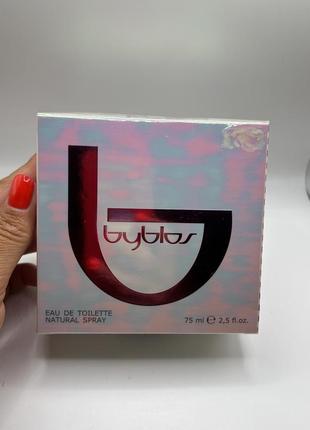 byblos
EAU DE TOILETTE
NATURAL SPRAY
75 ml ℮ 2,5 fl.oz.